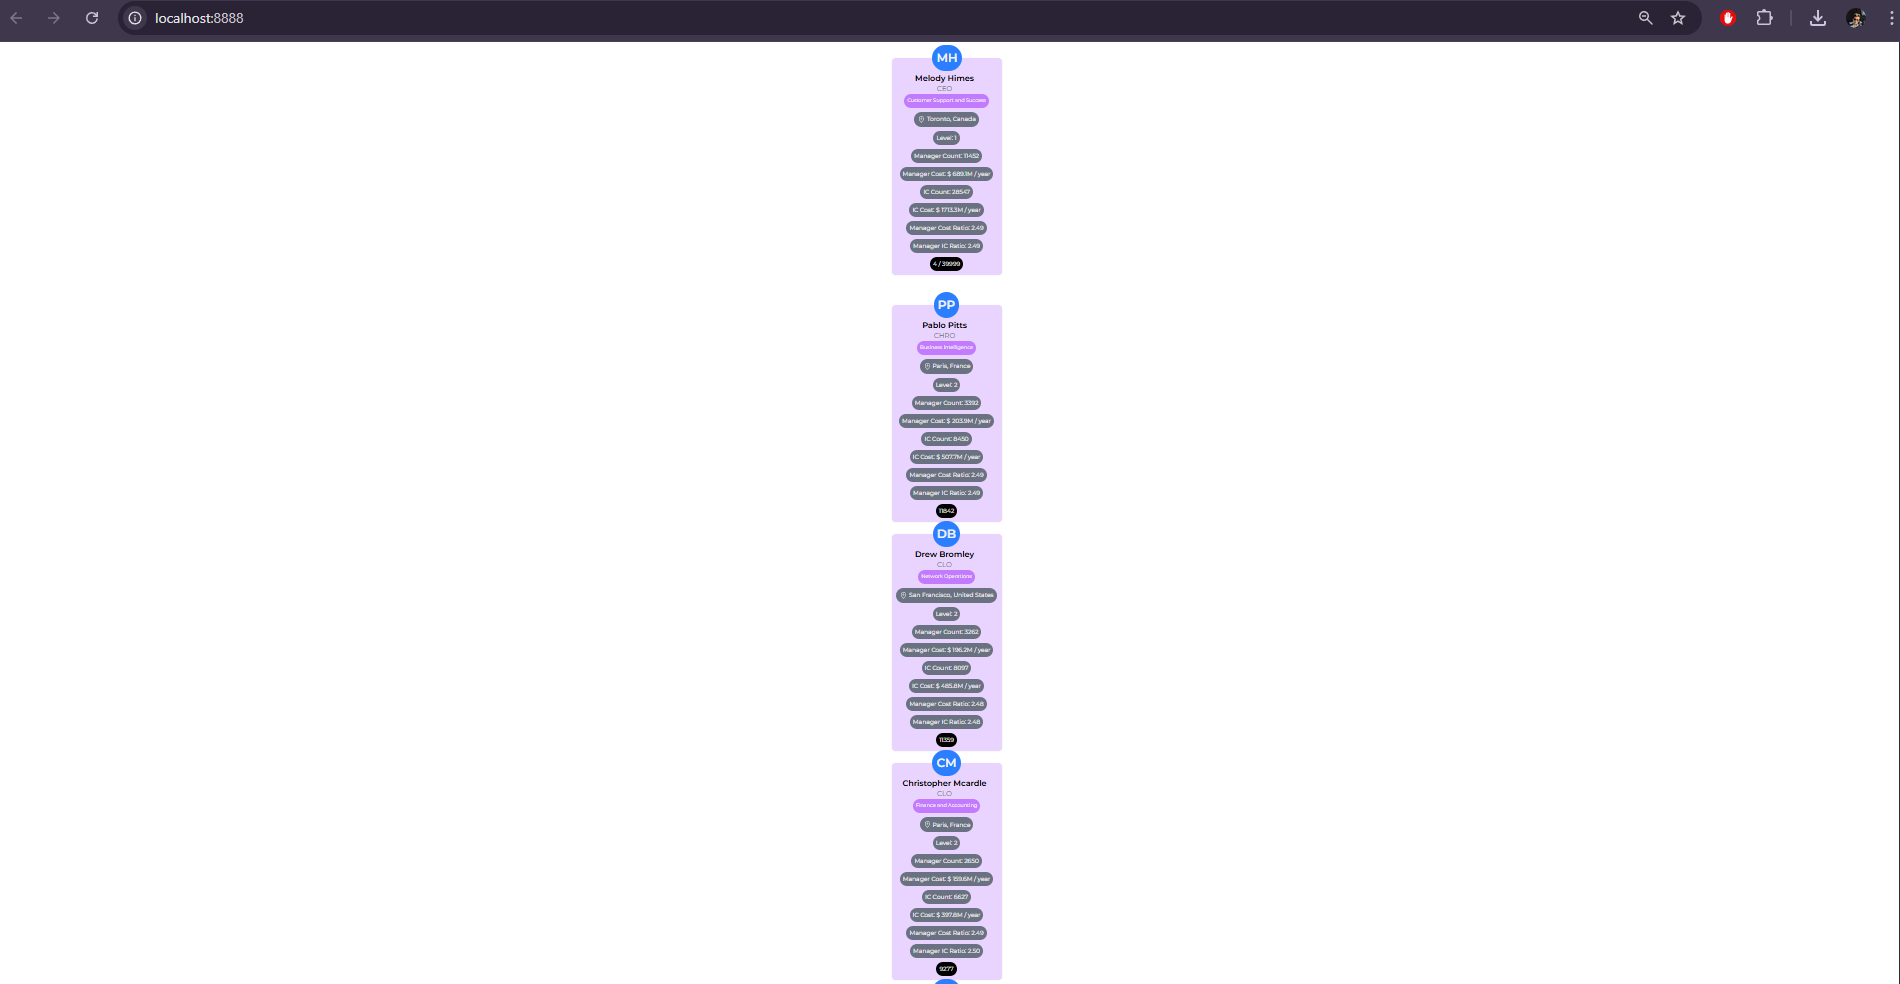 localhost:8888
MH
Melody Himes
CEO
Customer Support and Success
Toronto, Canada
Level: 1
Manager Count: 11452
Manager Cost: $ 689.1M / year
IC Count: 28547
IC Cost: $ 1713.3M / year
Manager Cost Ratio: 2.49
Manager IC Ratio: 2.49
4 / 39999
PP
Pablo Pitts
CHRO
Business Intelligence
Paris, France
Level: 2
Manager Count: 3392
Manager Cost: $ 203.9M / year
IC Count: 8450
IC Cost: $ 507.7M / year
Manager Cost Ratio: 2.49
Manager IC Ratio: 2.49
11842
DB
Drew Bromley
CLO
Network Operations
San Francisco, United States
Level: 2
Manager Count: 3262
Manager Cost: $ 196.2M / year
IC Count: 8097
IC Cost: $ 485.8M / year
Manager Cost Ratio: 2.48
Manager IC Ratio: 2.48
11359
CM
Christopher Mcardle
CLO
Finance and Accounting
Paris, France
Level: 2
Manager Count: 2650
Manager Cost: $ 159.6M / year
IC Count: 6627
IC Cost: $ 397.8M / year
Manager Cost Ratio: 2.49
Manager IC Ratio: 2.50
9277